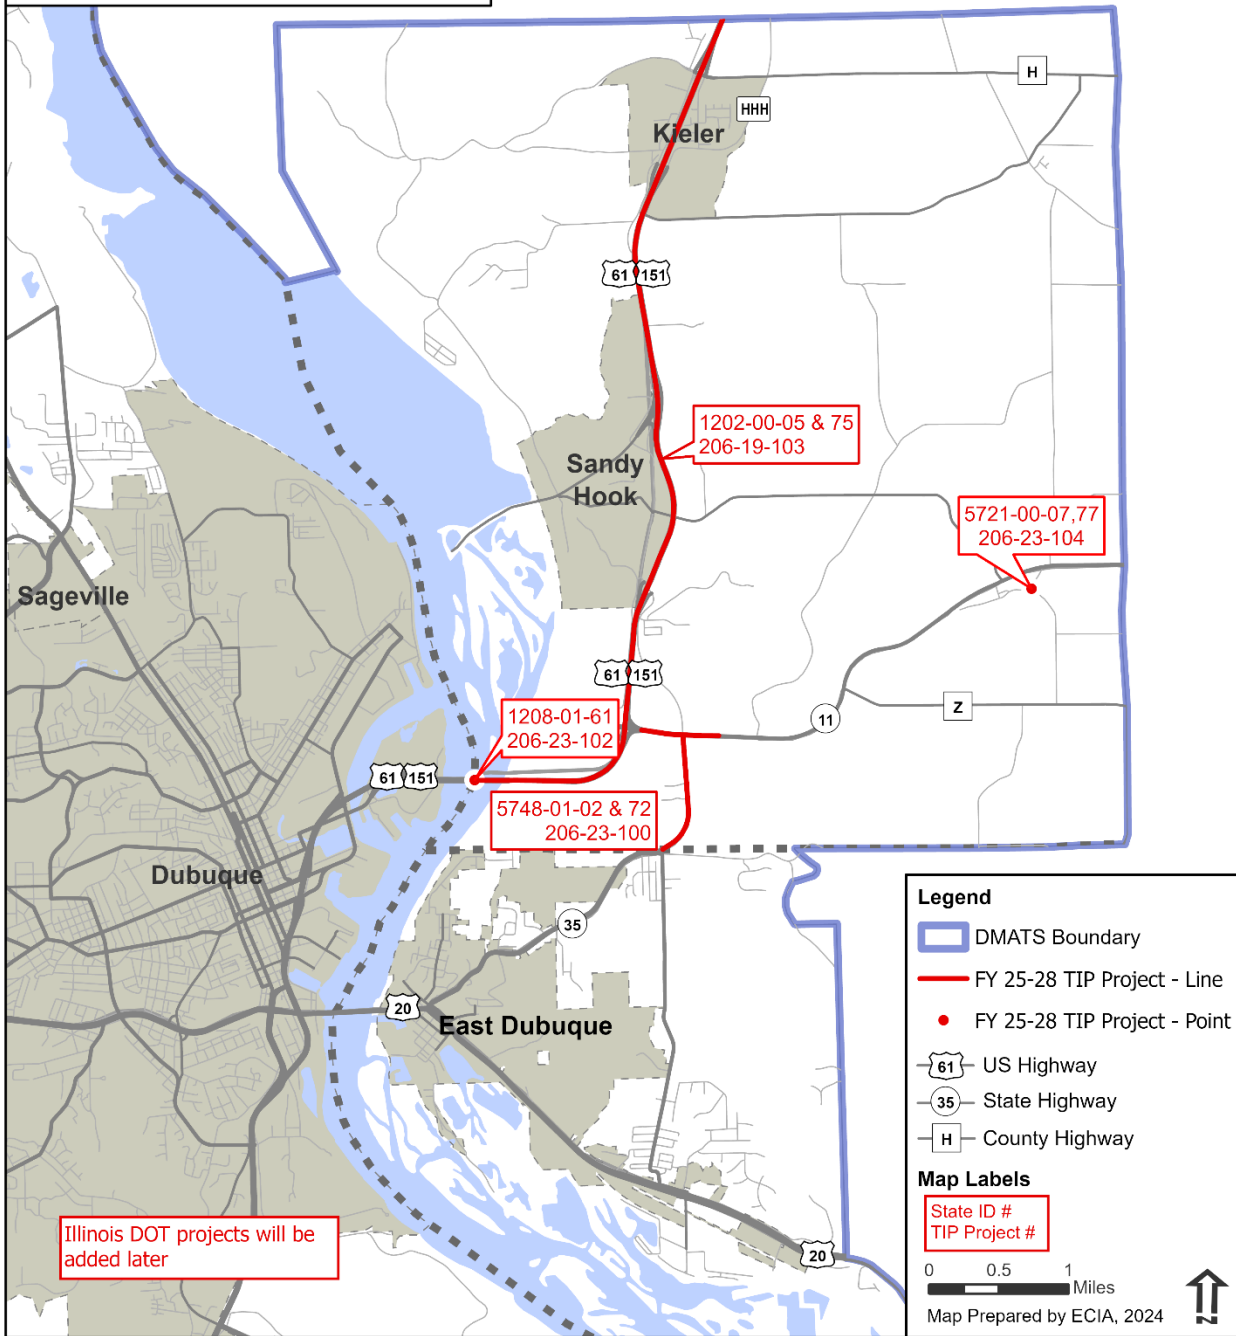 H
HHH
Kieler
61 151
1202-00-05 & 75
206-19-103
Sandy
Hook
5721-00-07,77
206-23-104
Sageville
61 151
11
Z
1208-01-61
206-23-102
61 151
5748-01-02 & 72
206-23-100
Dubuque
35
20
East Dubuque
20
Illinois DOT projects will be
added later
Legend
DMATS Boundary
FY 25-28 TIP Project - Line
FY 25-28 TIP Project - Point
61 US Highway
35 State Highway
H County Highway
Map Labels
State ID #
TIP Project #
0 0.5 1
Miles
Map Prepared by ECIA, 2024
N